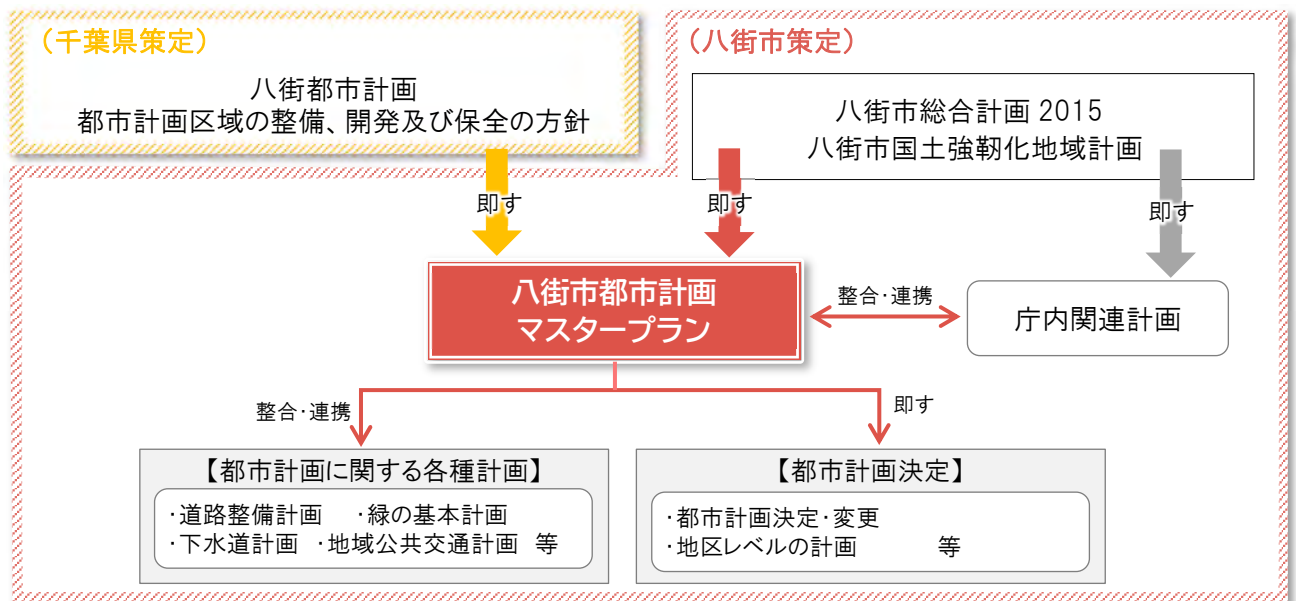 (千葉県策定)
八街都市計画
都市計画区域の整備、開発及び保全の方針
(八街市策定)
八街市総合計画 2015
八街市国土強靭化地域計画
即す
即す
即す
八街市都市計画
マスタープラン
整合・連携
庁内関連計画
整合・連携
即す
【都市計画に関する各種計画】
・道路整備計画 ・緑の基本計画
・下水道計画 ・地域公共交通計画 等
【都市計画決定】
・都市計画決定・変更
・地区レベルの計画 等